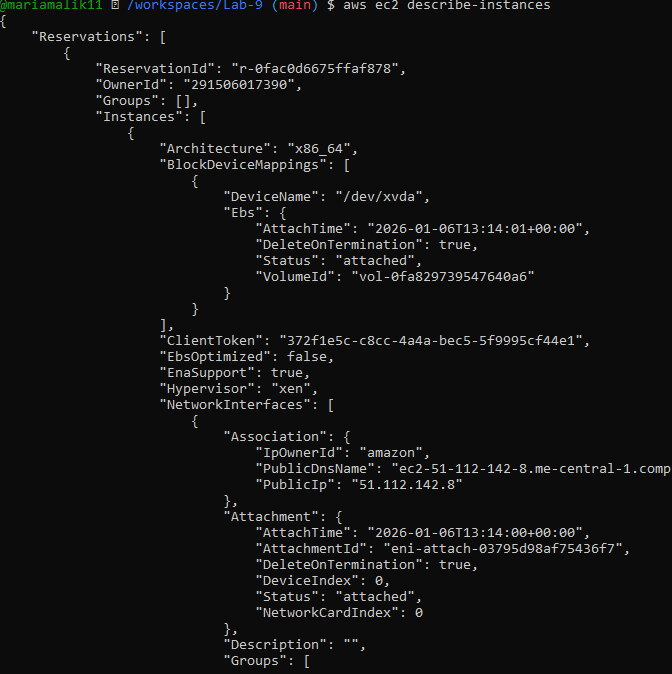 @mariamalik11 /workspaces/Lab-9 (main) $ aws ec2 describe-instances
{
"Reservations": [
{
"ReservationId": "r-0fac0d6675ffaf878",
"OwnerId": "291506017390",
"Groups": [],
"Instances": [
{
"Architecture": "x86_64",
"BlockDeviceMappings": [
{
"DeviceName": "/dev/xvda",
"Ebs": {
"AttachTime": "2026-01-06T13:14:01+00:00",
"DeleteOnTermination": true,
"Status": "attached",
"VolumeId": "vol-0fa829739547640a6"
}
}
],
"ClientToken": "372f1e5c-c8cc-4a4a-bec5-5f9995cf44e1",
"EbsOptimized": false,
"EnaSupport": true,
"Hypervisor": "xen",
"NetworkInterfaces": [
{
"Association": {
"IpOwnerId": "amazon",
"PublicDnsName": "ec2-51-112-142-8.me-central-1.comp
"PublicIp": "51.112.142.8"
},
"Attachment": {
"AttachTime": "2026-01-06T13:14:00+00:00",
"AttachmentId": "eni-attach-03795d98af75436f7",
"DeleteOnTermination": true,
"DeviceIndex": 0,
"Status": "attached",
"NetworkCardIndex": 0
},
"Description": "",
"Groups": [